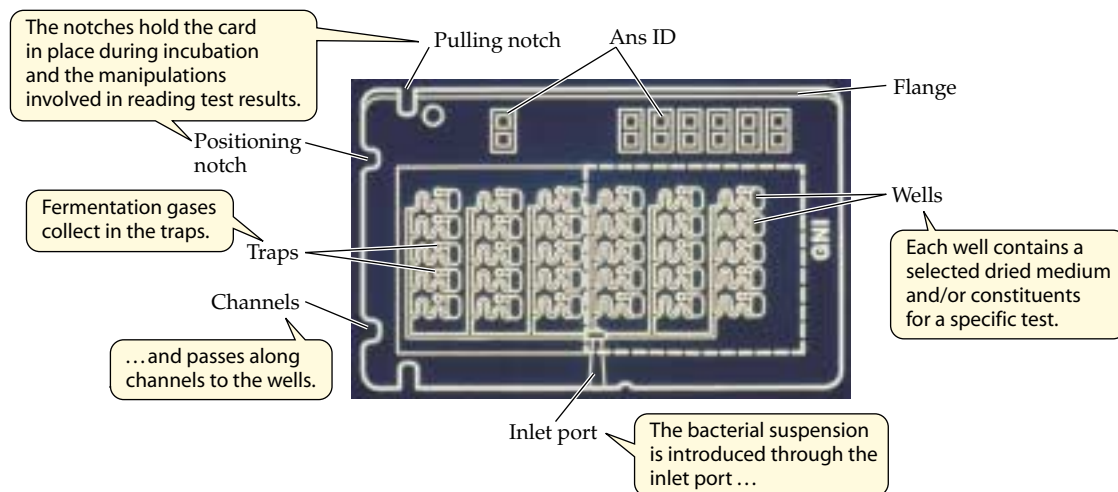 The notches hold the card
in place during incubation
and the manipulations
involved in reading test results.
Pulling notch
Ans ID
Flange
Positioning
notch
Fermentation gases
collect in the traps.
Traps
Wells
Each well contains a
selected dried medium
and/or constituents
for a specific test.
GNI
Channels
…and passes along
channels to the wells.
Inlet port
The bacterial suspension
is introduced through the
inlet port …